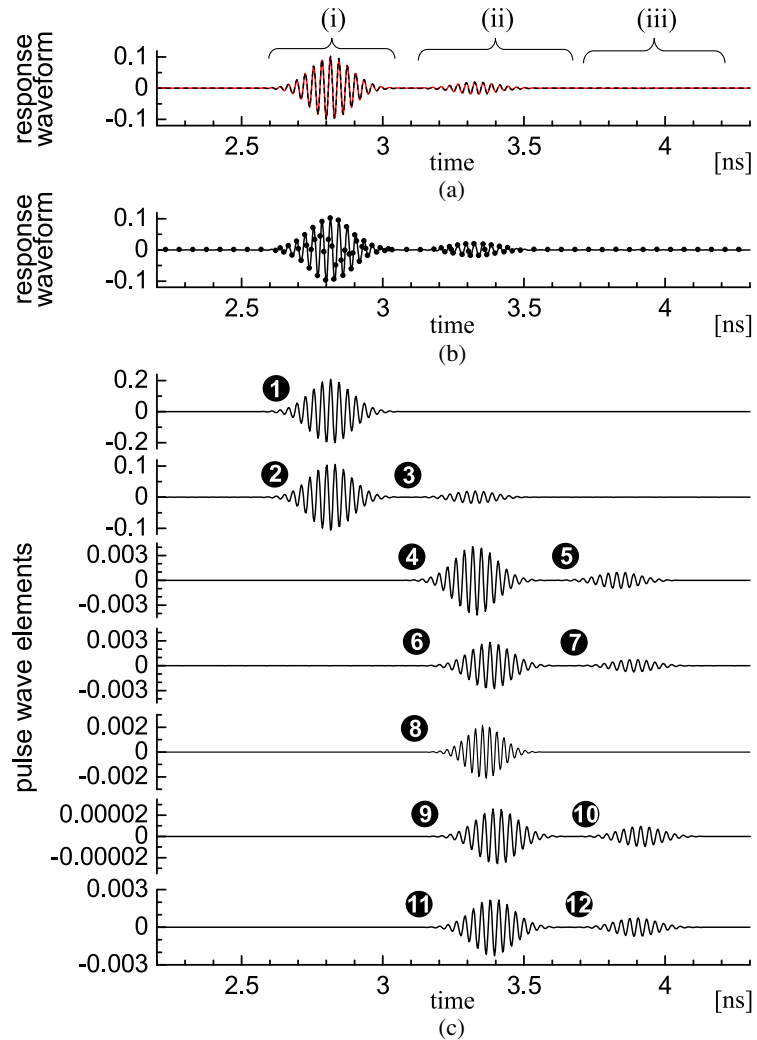 (i) (ii) (iii)
response waveform
0.1
0
-0.1
2.5 3 3.5 4
time [ns]
(a)
response waveform
0.1
0
-0.1
2.5 3 3.5 4
time [ns]
(b)
pulse wave elements
0.2
0
-0.2
1
0.1
0
-0.1
2 3
0.003
0
-0.003
4 5
0.003
0
-0.003
6 7
0.002
0
-0.002
8
0.00002
0
-0.00002
9 10
0.003
0
-0.003
11 12
2.5 3 3.5 4
time [ns]
(c)